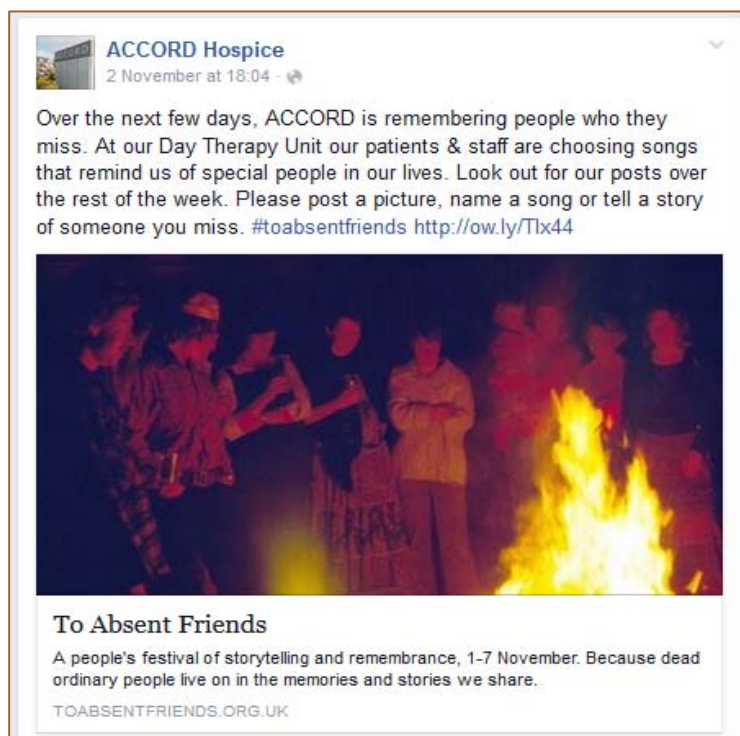 ACCORD Hospice
2 November at 18:04 ·
Over the next few days, ACCORD is remembering people who they
miss. At our Day Therapy Unit our patients & staff are choosing songs
that remind us of special people in our lives. Look out for our posts over
the rest of the week. Please post a picture, name a song or tell a story
of someone you miss. #toabsentfriends http://ow.ly/Tlx44
To Absent Friends
A people's festival of storytelling and remembrance, 1-7 November. Because dead
ordinary people live on in the memories and stories we share.
TOABSENTFRIENDS.ORG.UK